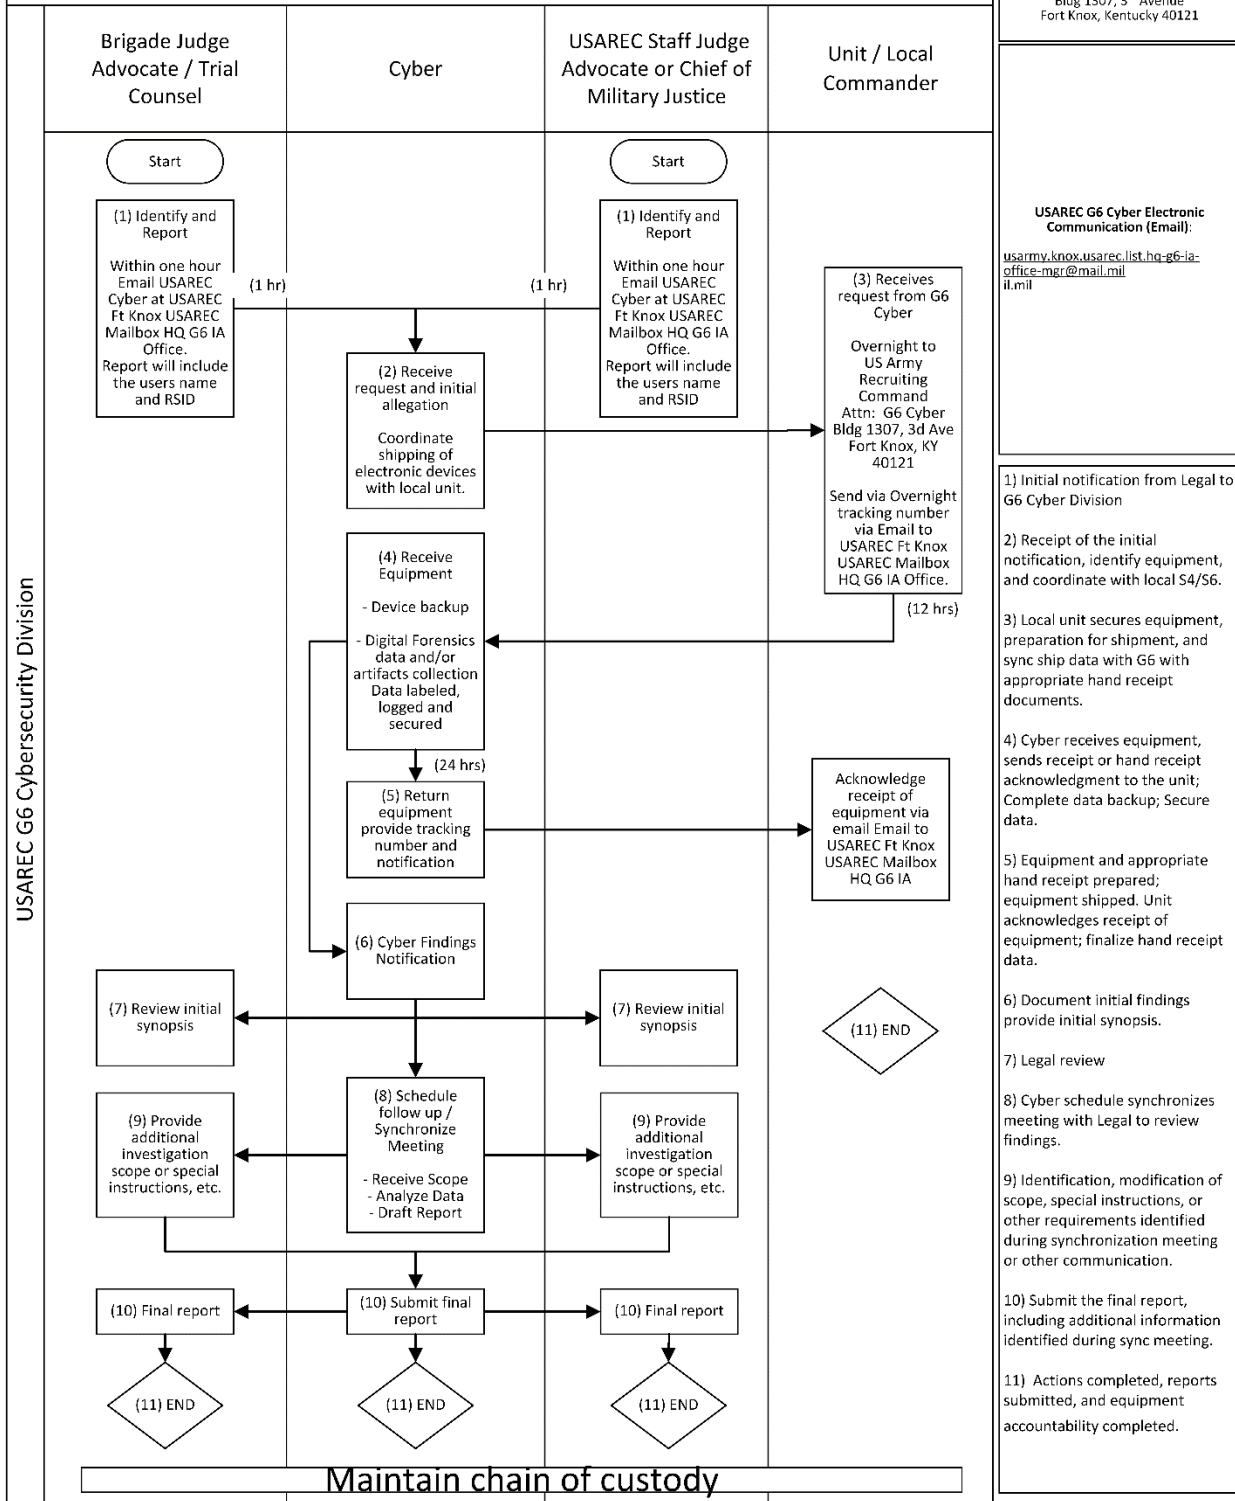 Bldg 1307, 3rd Avenue
Fort Knox, Kentucky 40121
Brigade Judge
Advocate / Trial
Counsel
Cyber
USAREC Staff Judge
Advocate or Chief of
Military Justice
Unit / Local
Commander
USAREC G6 Cybersecurity Division
Start
Start
(1) Identify and
Report
Within one hour
Email USAREC
Cyber at USAREC
Ft Knox USAREC
Mailbox HQ G6 IA
Office.
Report will include
the users name
and RSID
(1 hr)
(1 hr)
(1) Identify and
Report
Within one hour
Email USAREC
Cyber at USAREC
Ft Knox USAREC
Mailbox HQ G6 IA
Office.
Report will include
the users name
and RSID
(2) Receive
request and initial
allegation
Coordinate
shipping of
electronic devices
with local unit.
(3) Receives
request from G6
Cyber
Overnight to
US Army
Recruiting
Command
Attn:  G6 Cyber
Bldg 1307, 3d Ave
Fort Knox, KY
40121
Send via Overnight
tracking number
via Email to
USAREC Ft Knox
USAREC Mailbox
HQ G6 IA Office.
(12 hrs)
(4) Receive
Equipment
- Device backup
- Digital Forensics
data and/or
artifacts collection
Data labeled,
logged and
secured
(24 hrs)
(5) Return
equipment
provide tracking
number and
notification
Acknowledge
receipt of
equipment via
email Email to
USAREC Ft Knox
USAREC Mailbox
HQ G6 IA
(6) Cyber Findings
Notification
(7) Review initial
synopsis
(7) Review initial
synopsis
(11) END
(8) Schedule
follow up /
Synchronize
Meeting
- Receive Scope
- Analyze Data
- Draft Report
(9) Provide
additional
investigation
scope or special
instructions, etc.
(9) Provide
additional
investigation
scope or special
instructions, etc.
(10) Final report
(10) Submit final
report
(10) Final report
(11) END
(11) END
(11) END
Maintain chain of custody
USAREC G6 Cyber Electronic
Communication (Email):
usarmy.knox.usarec.list.hq-g6-ia-
office-mgr@mail.mil
il.mil
1) Initial notification from Legal to
G6 Cyber Division
2) Receipt of the initial
notification, identify equipment,
and coordinate with local S4/S6.
3) Local unit secures equipment,
preparation for shipment, and
sync ship data with G6 with
appropriate hand receipt
documents.
4) Cyber receives equipment,
sends receipt or hand receipt
acknowledgment to the unit;
Complete data backup; Secure
data.
5) Equipment and appropriate
hand receipt prepared;
equipment shipped. Unit
acknowledges receipt of
equipment; finalize hand receipt
data.
6) Document initial findings
provide initial synopsis.
7) Legal review
8) Cyber schedule synchronizes
meeting with Legal to review
findings.
9) Identification, modification of
scope, special instructions, or
other requirements identified
during synchronization meeting
or other communication.
10) Submit the final report,
including additional information
identified during sync meeting.
11)  Actions completed, reports
submitted, and equipment
accountability completed.